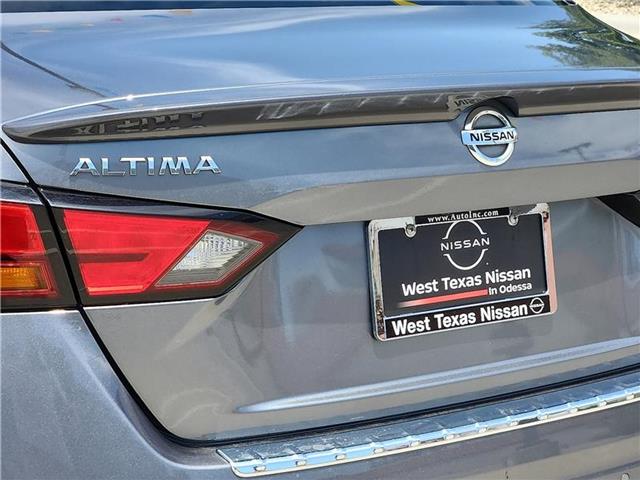 NISSAN
ALTIMA
www.AutoInc.com
NISSAN
West Texas Nissan
In Odessa
West Texas Nissan